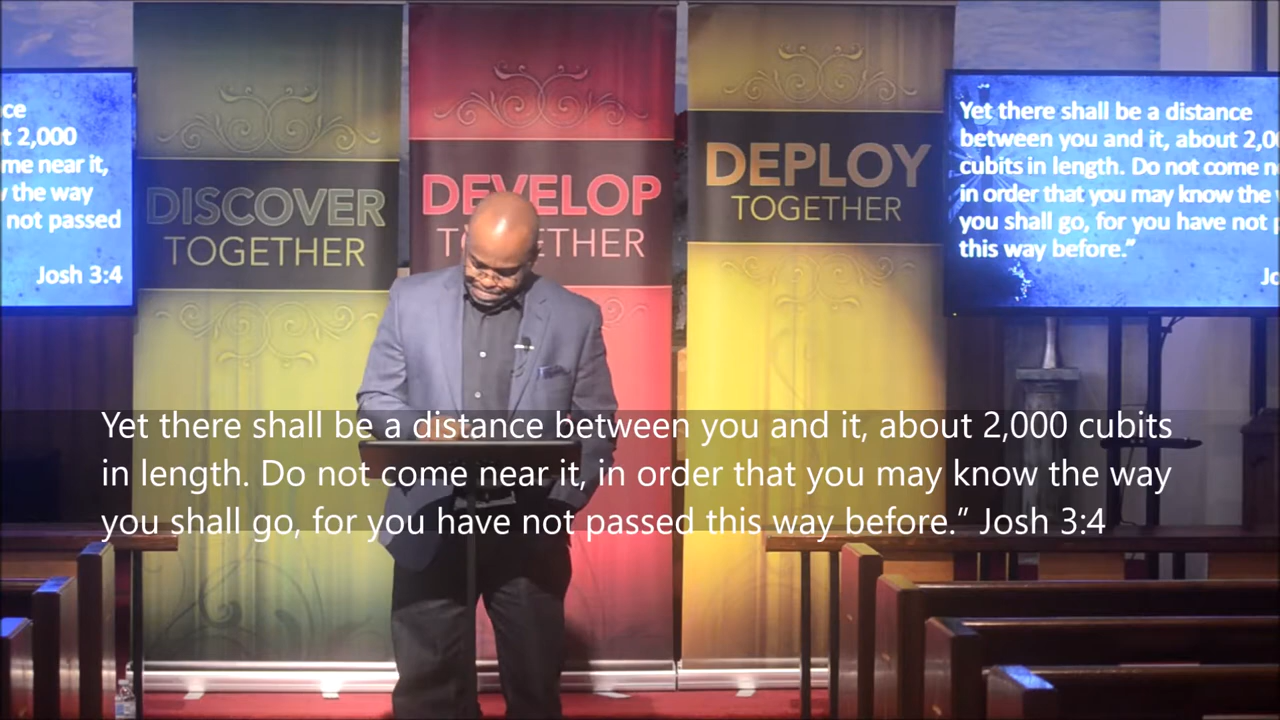 ce
t 2,000
me near it,
the way
not passed
Josh 3:4
DISCOVER
TOGETHER
DEVELOP
TOGETHER
DEPLOY
TOGETHER
Yet there shall be a distance
between you and it, about 2,0
cubits in length. Do not come n
in order that you may know the
you shall go, for you have not
this way before.”
Jo
Yet there shall be a distance between you and it, about 2,000 cubits
in length. Do not come near it, in order that you may know the way
you shall go, for you have not passed this way before.” Josh 3:4